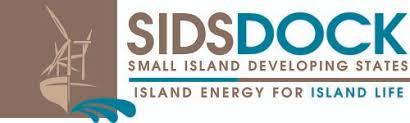 SIDSDOCK
SMALL ISLAND DEVELOPING STATES
ISLAND ENERGY FOR ISLAND LIFE